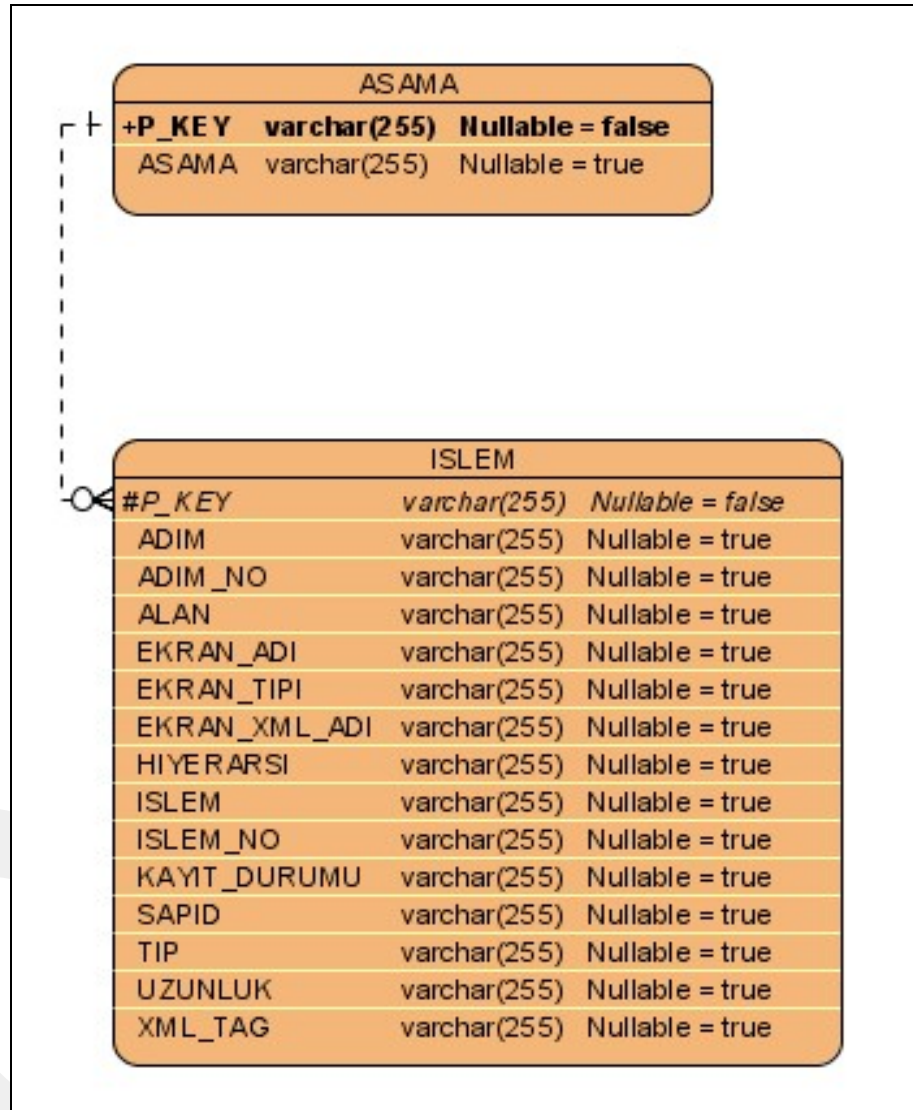 ASAMA
+P_KEY varchar(255) Nullable = false
ASAMA varchar(255) Nullable = true
ISLEM
#P_KEY varchar(255) Nullable = false
ADIM varchar(255) Nullable = true
ADIM_NO varchar(255) Nullable = true
ALAN varchar(255) Nullable = true
EKRAN_ADI varchar(255) Nullable = true
EKRAN_TIPI varchar(255) Nullable = true
EKRAN_XML_ADI varchar(255) Nullable = true
HIYERARSI varchar(255) Nullable = true
ISLEM varchar(255) Nullable = true
ISLEM_NO varchar(255) Nullable = true
KAYIT_DURUMU varchar(255) Nullable = true
SAPID varchar(255) Nullable = true
TIP varchar(255) Nullable = true
UZUNLUK varchar(255) Nullable = true
XML_TAG varchar(255) Nullable = true